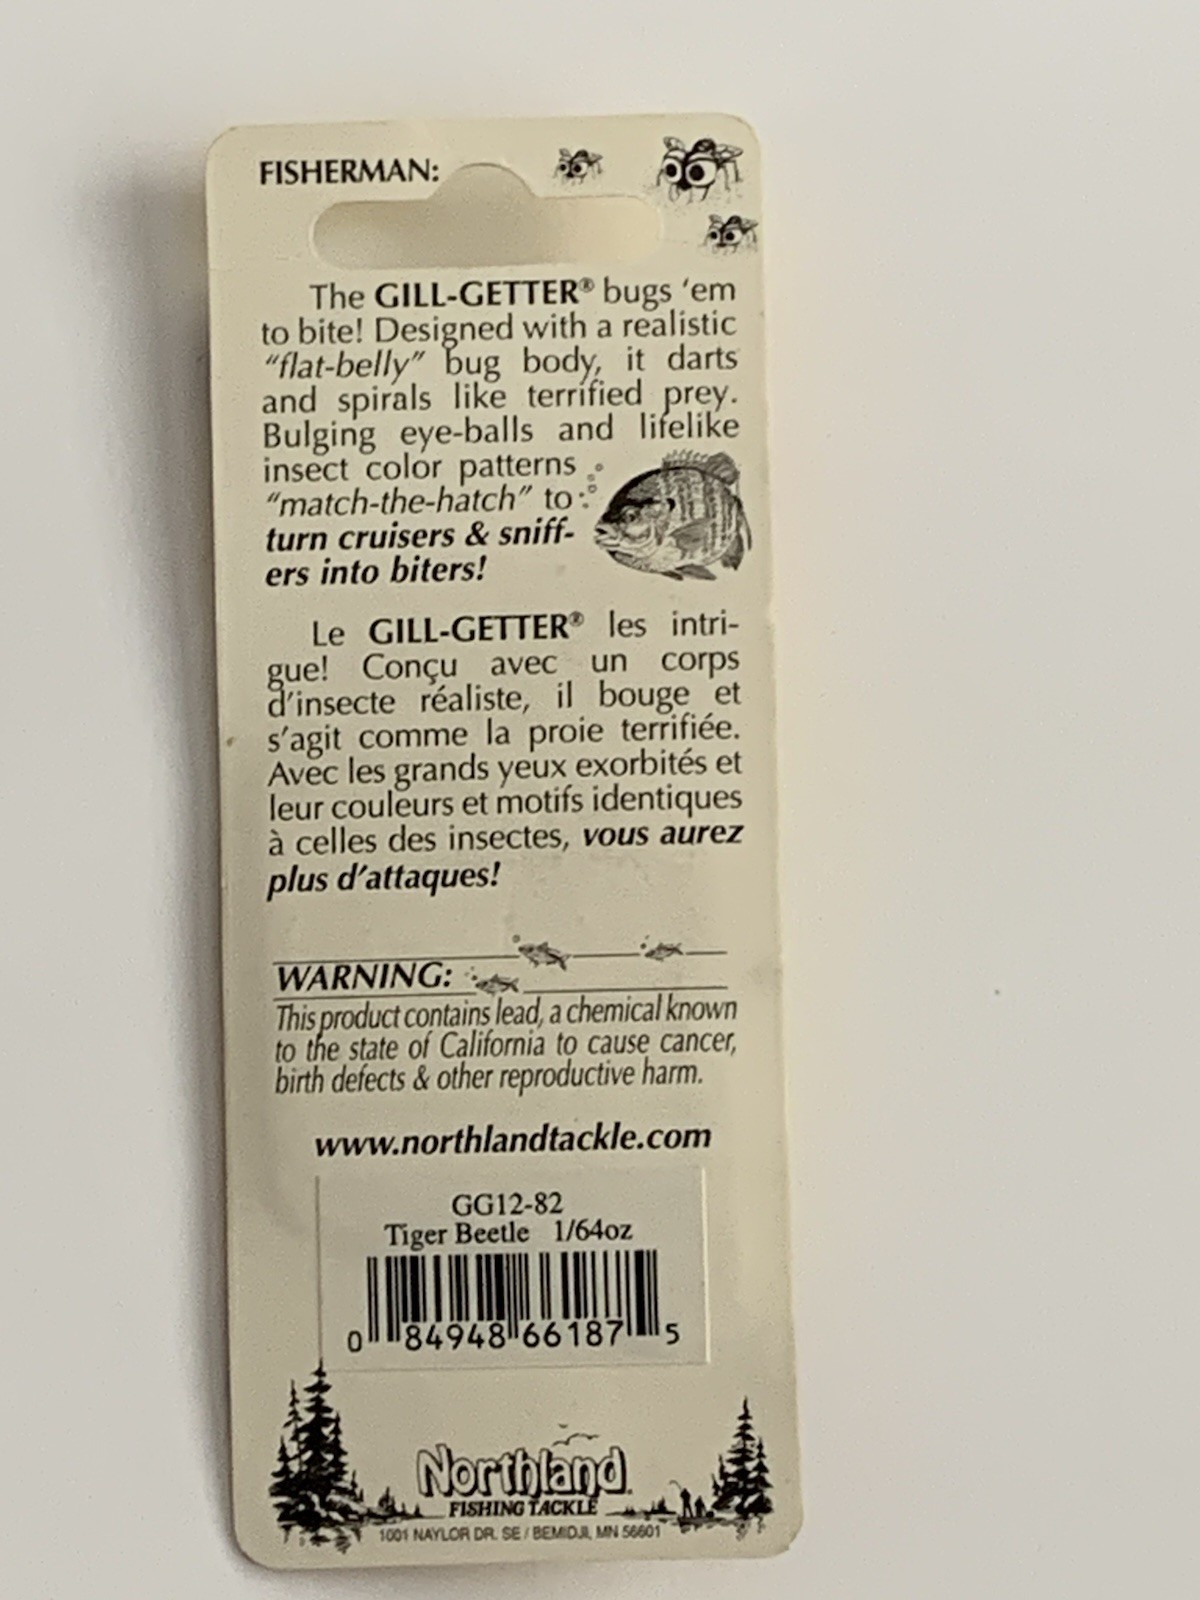 FISHERMAN:
The GILL-GETTER® bugs 'em
to bite! Designed with a realistic
"flat-belly" bug body, it darts
and spirals like terrified prey.
Bulging eye-balls and lifelike
insect color patterns
"match-the-hatch" to
turn cruisers & sniff-
ers into biters!
Le GILL-GETTER® les intri-
gue! Conçu avec un corps
d'insecte réaliste, il bouge et
s'agit comme la proie terrifiée.
Avec les grands yeux exorbités et
leur couleurs et motifs identiques
à celles des insectes, vous aurez
plus d'attaques!
WARNING:
This product contains lead, a chemical known
to the state of California to cause cancer,
birth defects & other reproductive harm.
www.northlandtackle.com
GG12-82
Tiger Beetle 1/64oz
0 84948 66187 5
Northland
FISHING TACKLE
1001 NAYLOR DR. SE / BEMIDJI, MN 56601